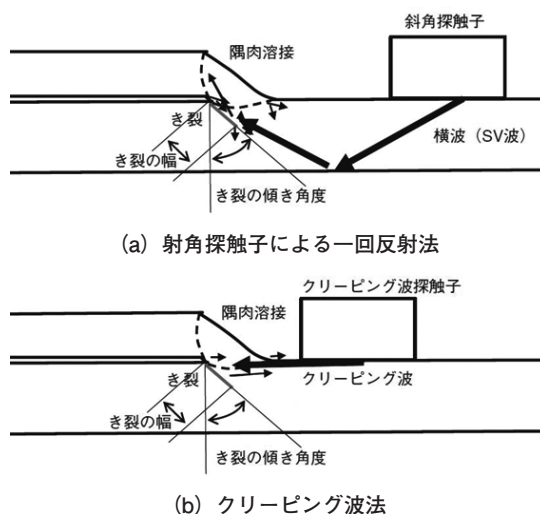 斜角探触子
隅肉溶接
き裂
横波（SV波）
き裂の幅
き裂の傾き角度
(a) 射角探触子による一回反射法
クリーピング波探触子
隅肉溶接
き裂
クリーピング波
き裂の幅
き裂の傾き角度
(b) クリーピング波法